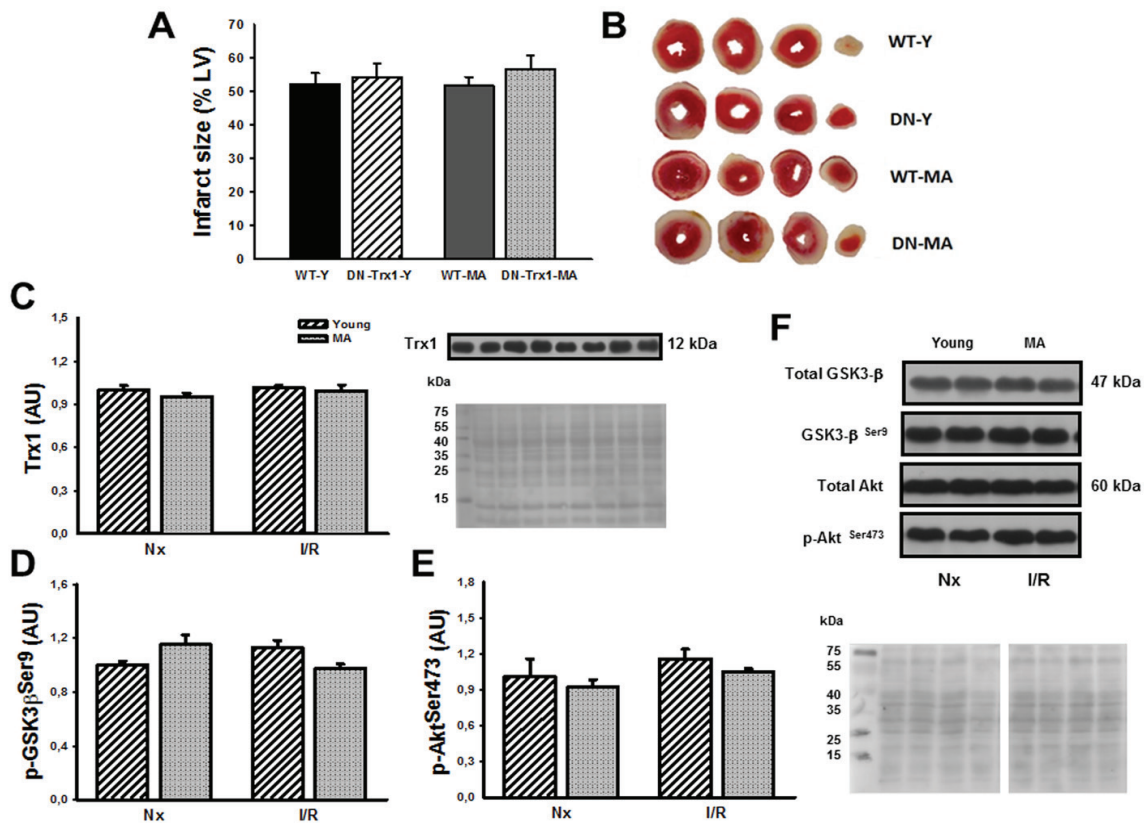 A
Infarct size (% LV)
70
60
50
40
30
20
10
0
WT-Y DN-Trx1-Y WT-MA DN-Trx1-MA
B
WT-Y
DN-Y
WT-MA
DN-MA
C
Trx1 (AU)
1,5
1,2
0,9
0,6
0,3
0,0
Young
MA
Nx I/R
Trx1 12 kDa
kDa
75
55
40
35
25
15
D
p-GSK3βSer9 (AU)
1,6
1,2
0,8
0,4
0,0
Nx I/R
E
p-AktSer473 (AU)
1,8
1,5
1,2
0,9
0,6
0,3
0,0
Nx I/R
F
Young MA
Total GSK3-β 47 kDa
GSK3-β Ser9
Total Akt 60 kDa
p-Akt Ser473
Nx I/R
kDa
75
55
40
35
25
15